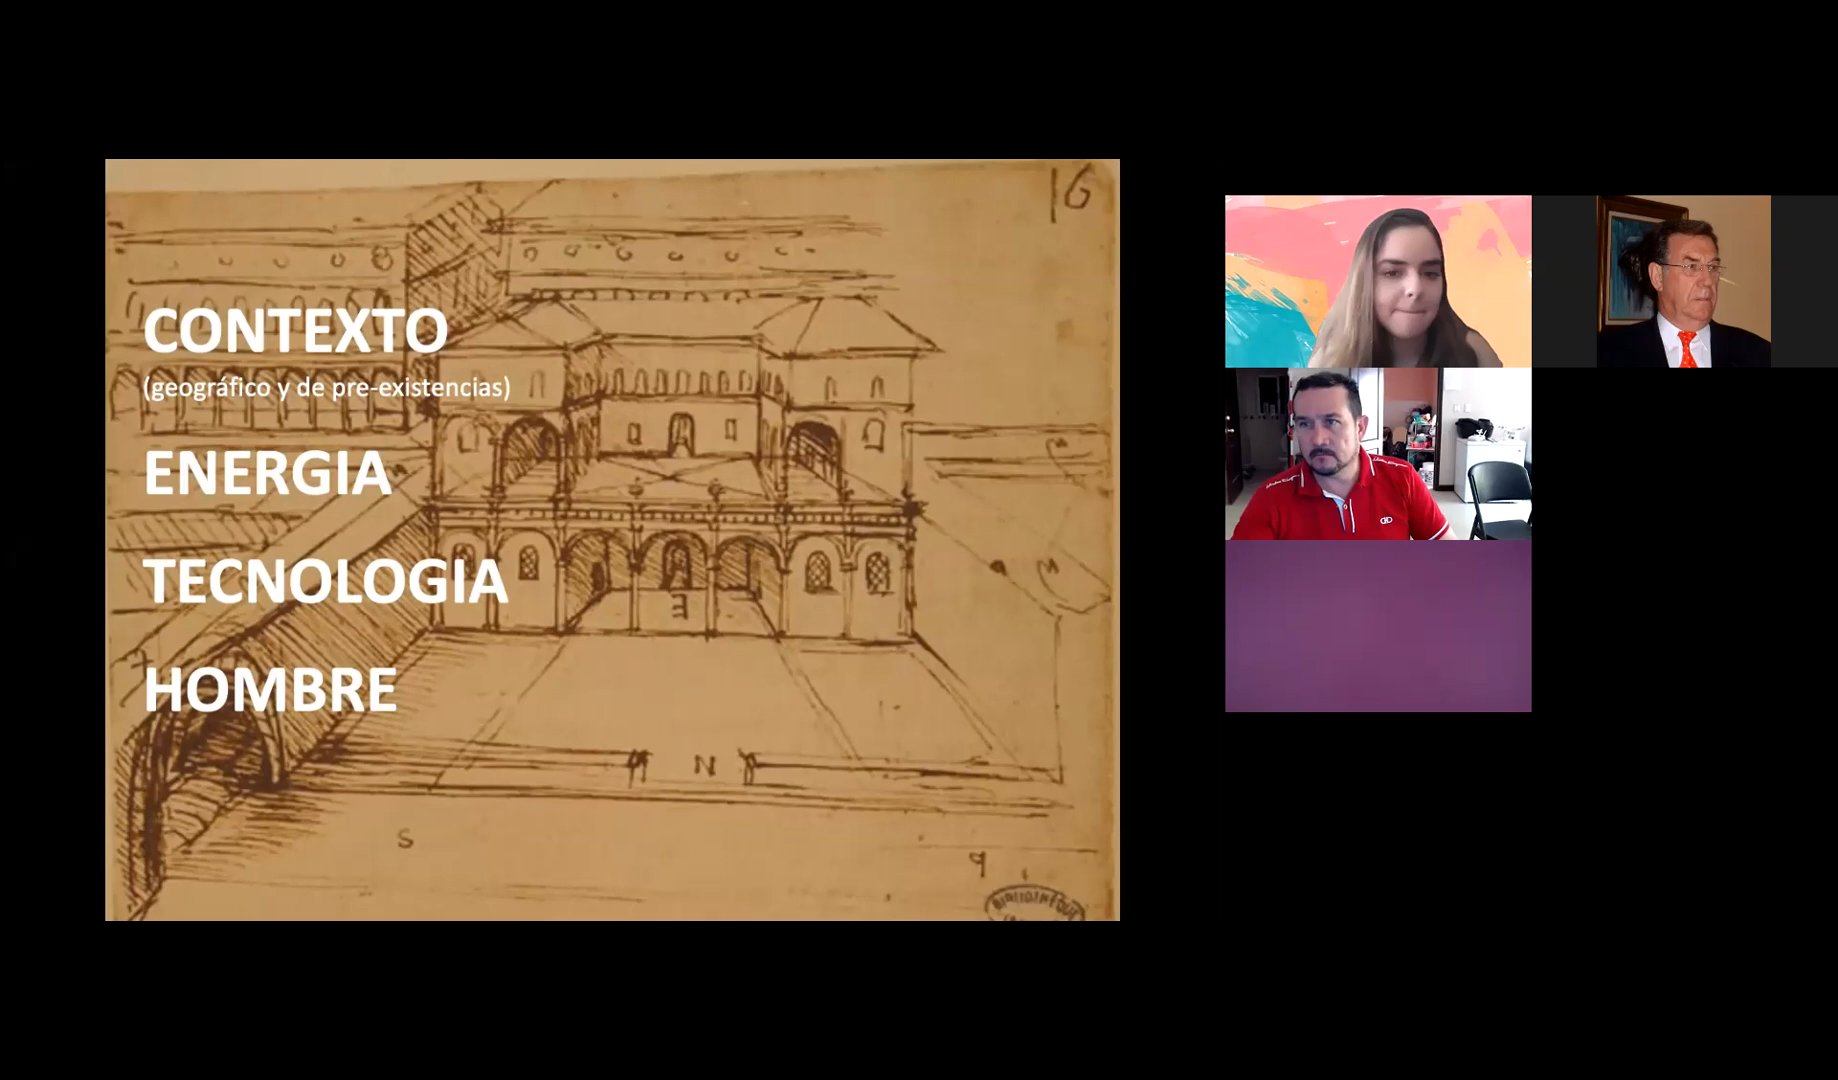 16
CONTEXTO
(geográfico y de pre-existencias)
ENERGIA
TECNOLOGIA
HOMBRE
N
S